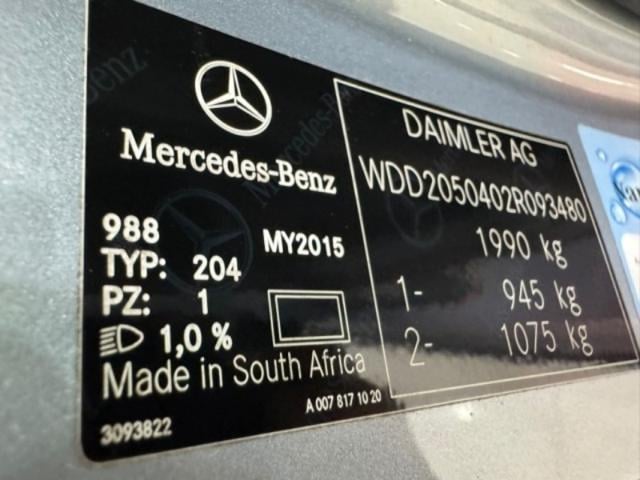 Mercedes-Benz
988 MY2015
TYP: 204
PZ: 1
1,0 %
Made in South Africa
A 007 817 10 20
3093822
DAIMLER AG
WDD2050402R093480
1990 kg
1- 945 kg
2- 1075 kg